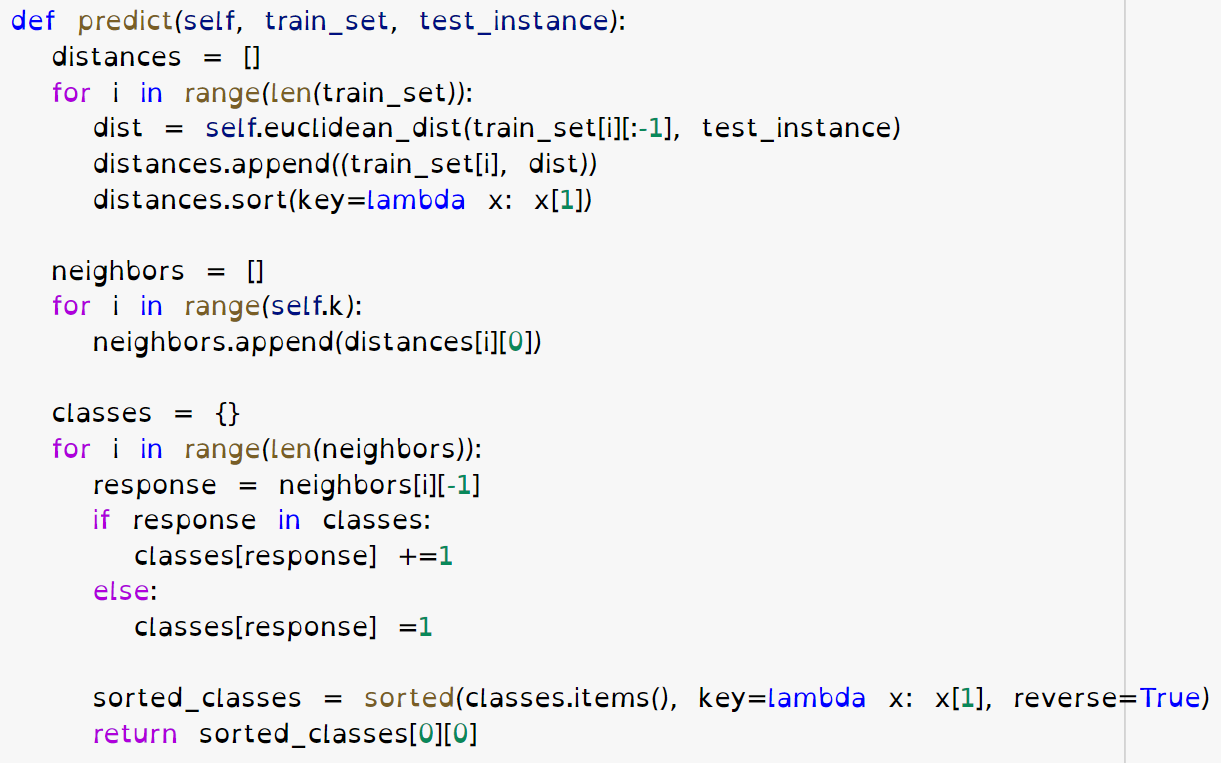 def predict(self, train_set, test_instance):
    distances = []
    for i in range(len(train_set)):
        dist = self.euclidean_dist(train_set[i][:-1], test_instance)
        distances.append((train_set[i], dist))
        distances.sort(key=lambda x: x[1])

    neighbors = []
    for i in range(self.k):
        neighbors.append(distances[i][0])

    classes = {}
    for i in range(len(neighbors)):
        response = neighbors[i][-1]
        if response in classes:
            classes[response] +=1
        else:
            classes[response] =1

        sorted_classes = sorted(classes.items(), key=lambda x: x[1], reverse=True)
        return sorted_classes[0][0]